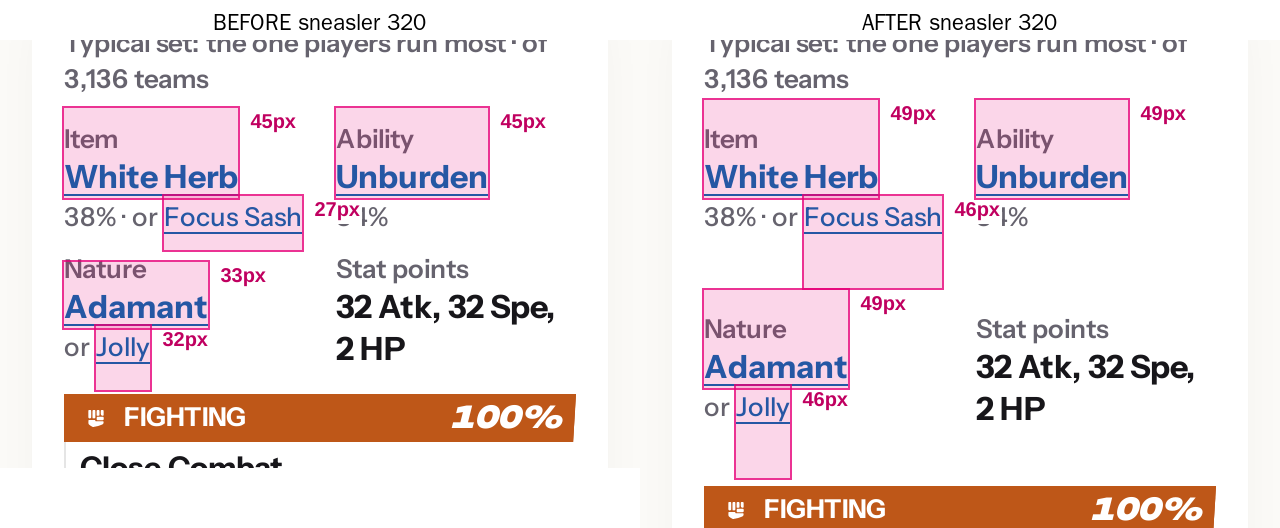 BEFORE sneasler 320
Typical set: the one players run most · of
3,136 teams
Item
45px
Ability
45px
White Herb
Unburden
38% · or Focus Sash
27px
4%
Nature
33px
Stat points
Adamant
32 Atk, 32 Spe,
or Jolly
32px
2 HP
FIGHTING
100%
Close Combat
AFTER sneasler 320
Typical set: the one players run most · of
3,136 teams
Item
49px
Ability
49px
White Herb
Unburden
38% · or Focus Sash
46px
4%
49px
Nature
Stat points
Adamant
32 Atk, 32 Spe,
or Jolly
46px
2 HP
FIGHTING
100%